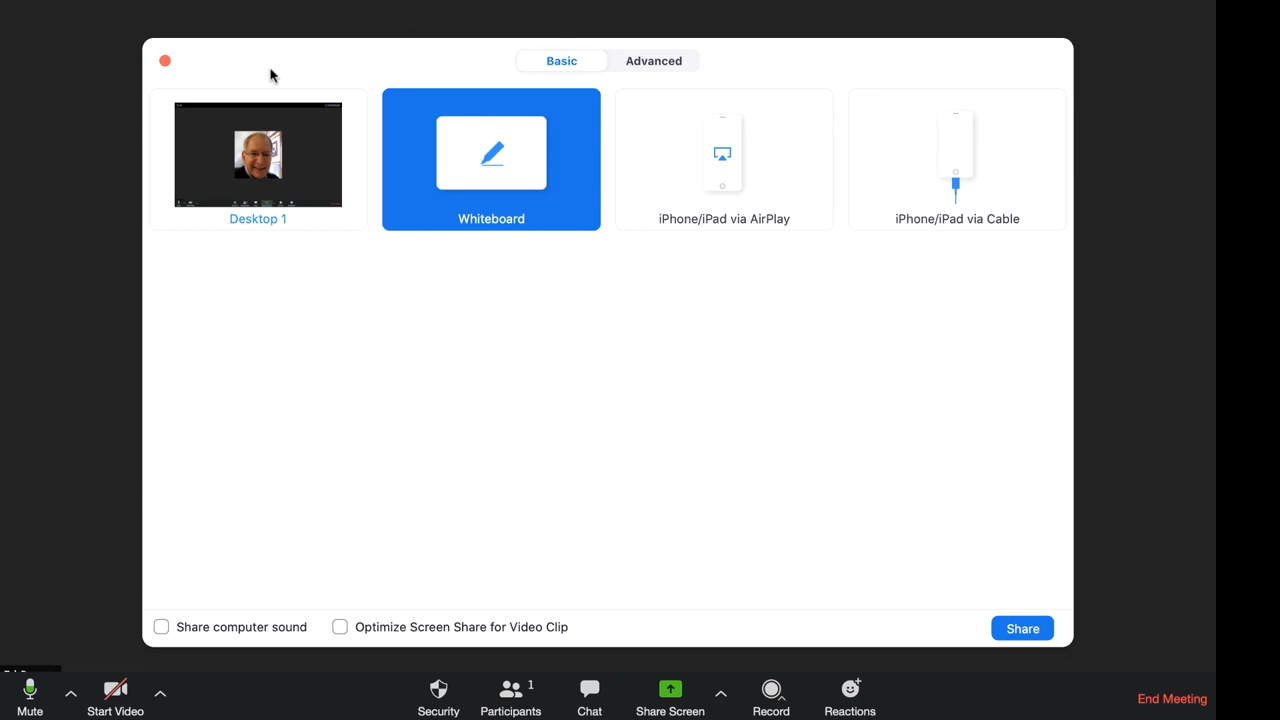 Basic
Advanced
Desktop 1
Whiteboard
iPhone/iPad via AirPlay
iPhone/iPad via Cable
Share computer sound
Optimize Screen Share for Video Clip
Share
1
Mute
Start Video
Security
Participants
Chat
Share Screen
Record
Reactions
End Meeting